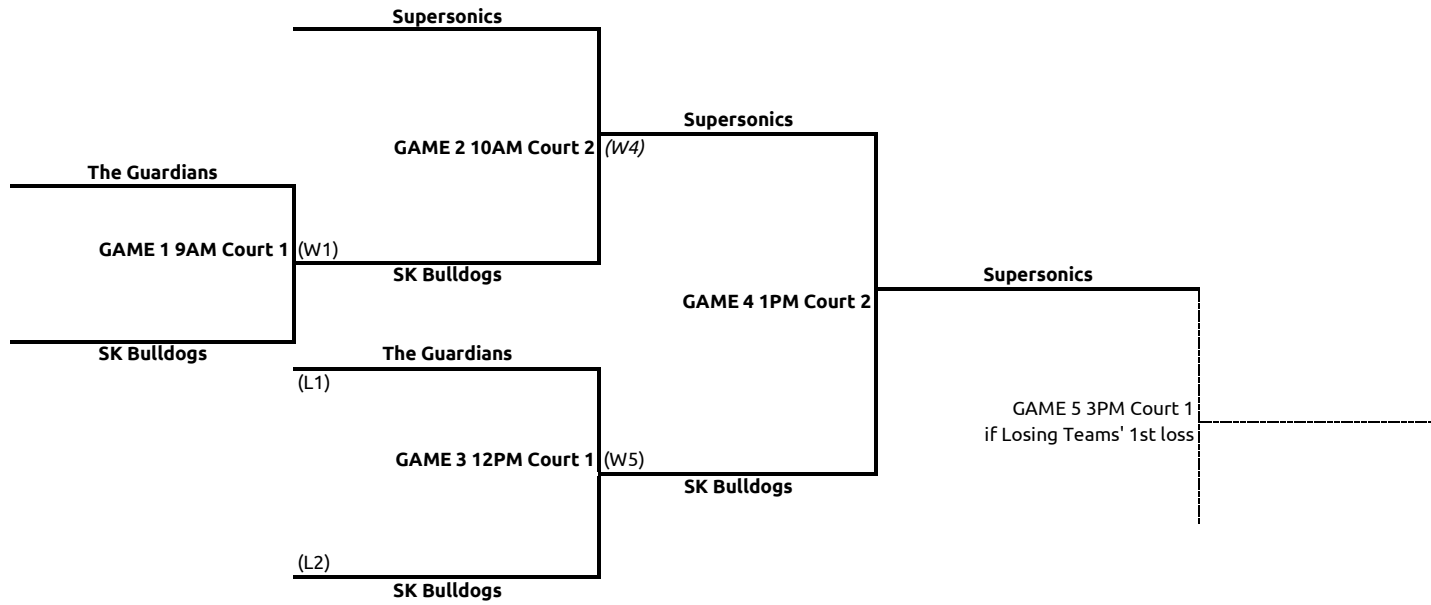 Supersonics
Supersonics
GAME 2 10AM Court 2 (W4)
The Guardians
GAME 1 9AM Court 1 (W1)
SK Bulldogs
Supersonics
GAME 4 1PM Court 2
SK Bulldogs
The Guardians
(L1)
GAME 5 3PM Court 1
if Losing Teams' 1st loss
GAME 3 12PM Court 1 (W5)
SK Bulldogs
(L2)
SK Bulldogs